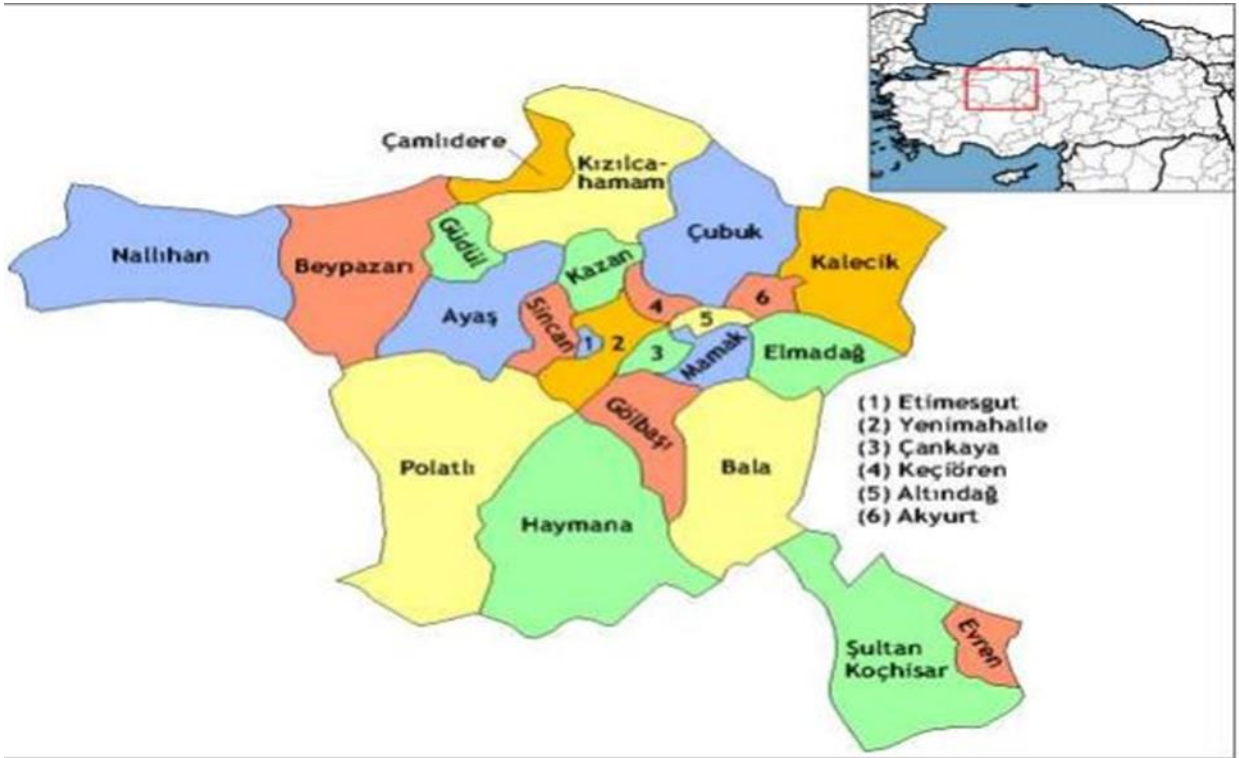 Çamlıdere
Kızılca-
hamam
Çubuk
Güdül
Nallıhan
Beypazarı
Kazan
Kalecik
Ayaş
Sincan
4
6
5
1
2
3
Mamak
Elmadağ
Gölbaşı
Polatlı
Bala
Haymana
(1) Etimesgut
(2) Yenimahalle
(3) Çankaya
(4) Keçiören
(5) Altındağ
(6) Akyurt
Şultan
Koçhisar
Evren